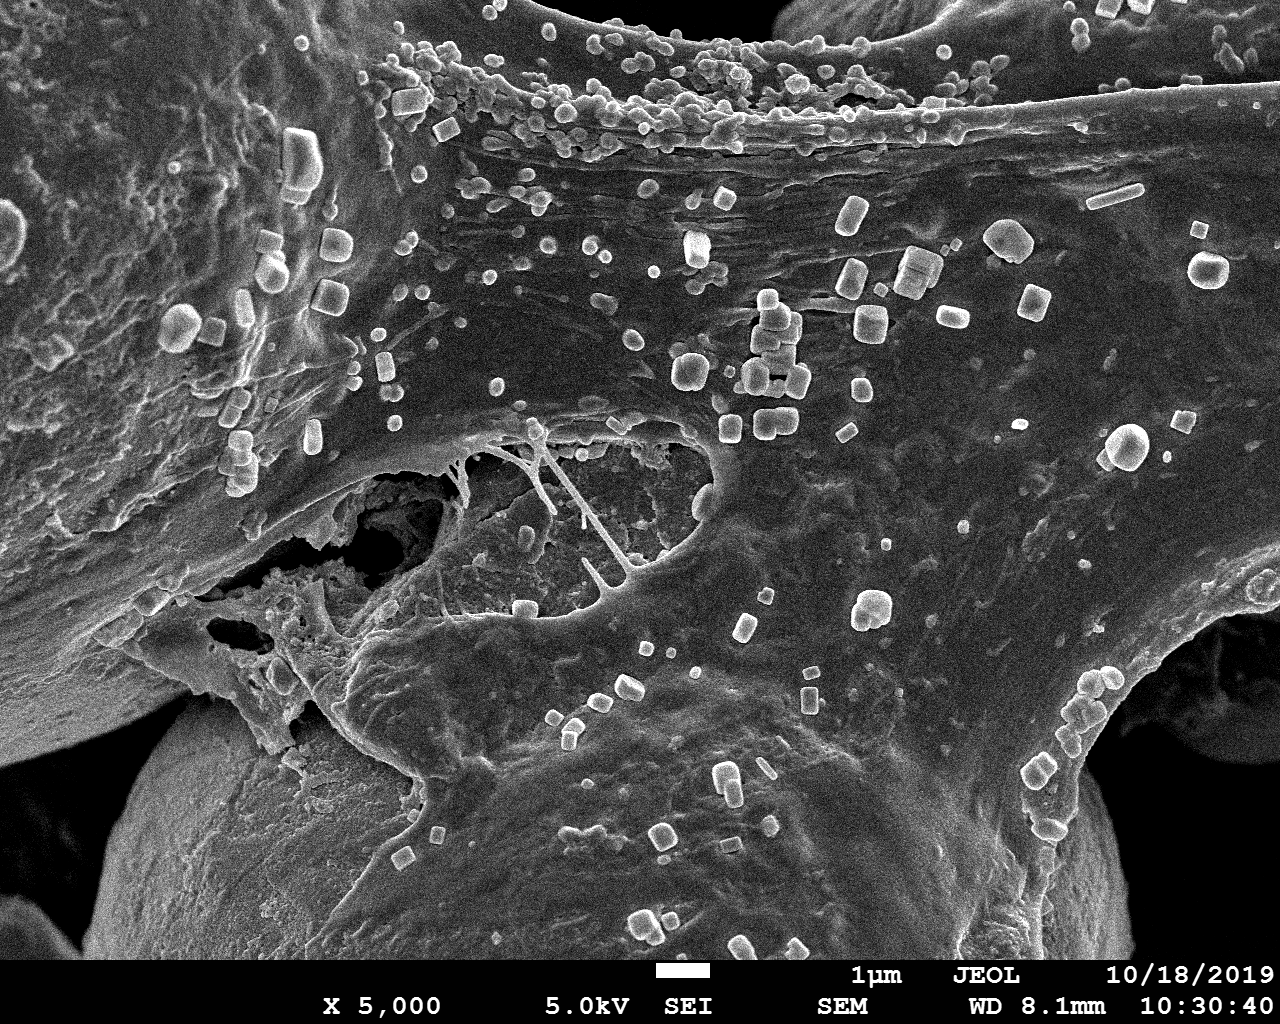 1µm JEOL 10/18/2019
X 5,000 5.0kV SEI SEM WD 8.1mm 10:30:40